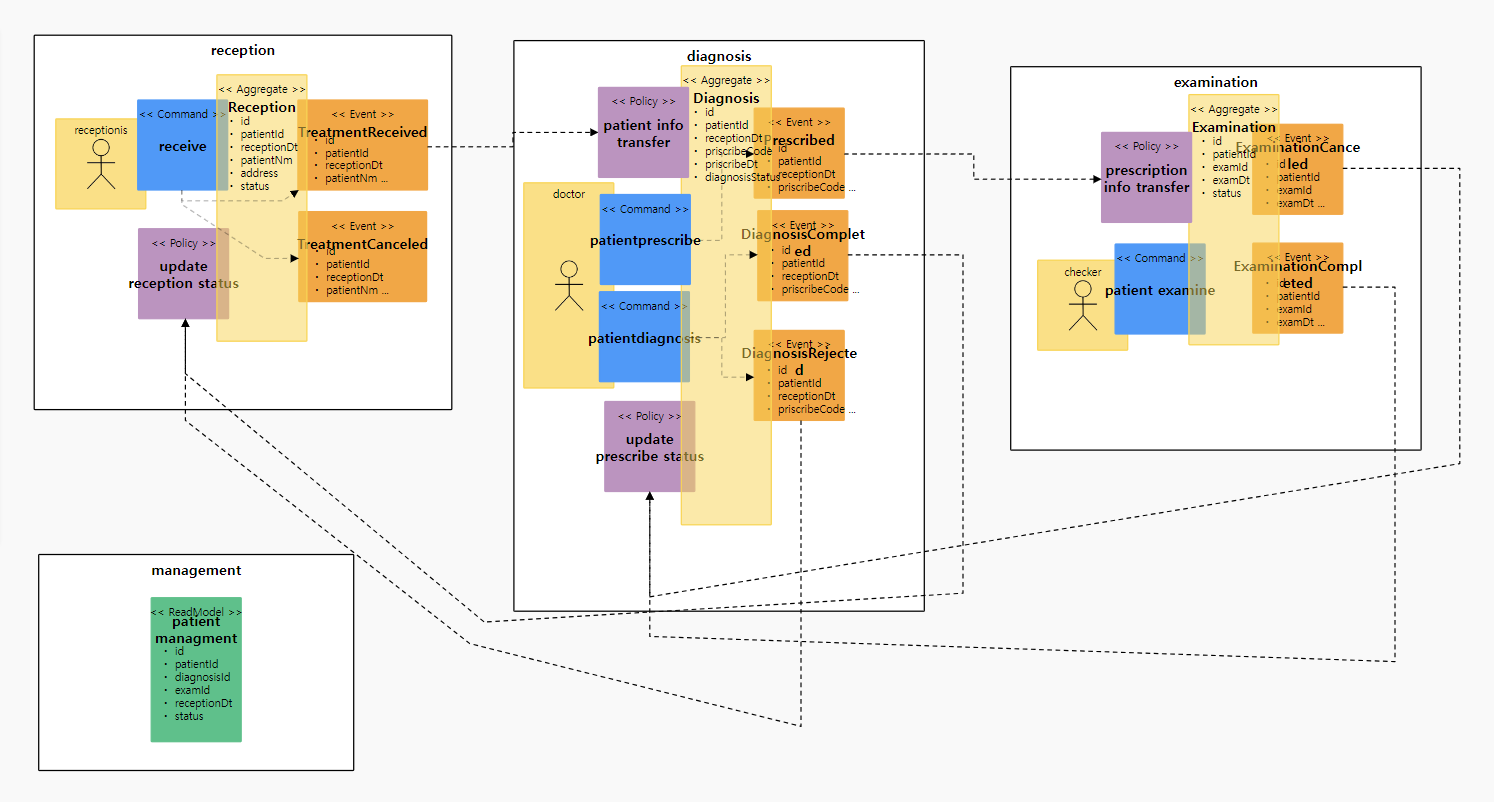 reception
<< Aggregate >>
Reception
· id
· patientId
· receptionDt
· patientNm
· address
· status
<< Command >>
receive
receptionis
<< Event >>
TreatmentReceived
· id
· patientId
· receptionDt
· patientNm ...
<< Policy >>
update
reception status
<< Event >>
TreatmentCanceled
· id
· patientId
· receptionDt
· patientNm ...
diagnosis
<< Aggregate >>
Diagnosis
· id
· patientId
· receptionDt
· priscribeCode
· priscribeDt
· diagnosisStatus
<< Policy >>
patient info
transfer
<< Event >>
Prescribed
· id
· patientId
· receptionDt
· priscribeCode ...
doctor
<< Command >>
patientprescribe
<< Event >>
DiagnosisComplet
ed
· id
· patientId
· receptionDt
· priscribeCode ...
<< Command >>
patientdiagnosis
<< Event >>
DiagnosisRejecte
d
· id
· patientId
· receptionDt
· priscribeCode ...
<< Policy >>
update
prescribe status
examination
<< Aggregate >>
Examination
· id
· patientId
· examId
· examDt
· status
<< Policy >>
prescription
info transfer
<< Event >>
ExaminationCance
led
· id
· patientId
· examId
· examDt ...
checker
<< Command >>
patient examine
<< Event >>
ExaminationCompl
eted
· id
· patientId
· examId
· examDt ...
management
<< ReadModel >>
patient
managment
· id
· patientId
· diagnosisId
· examId
· receptionDt
· status